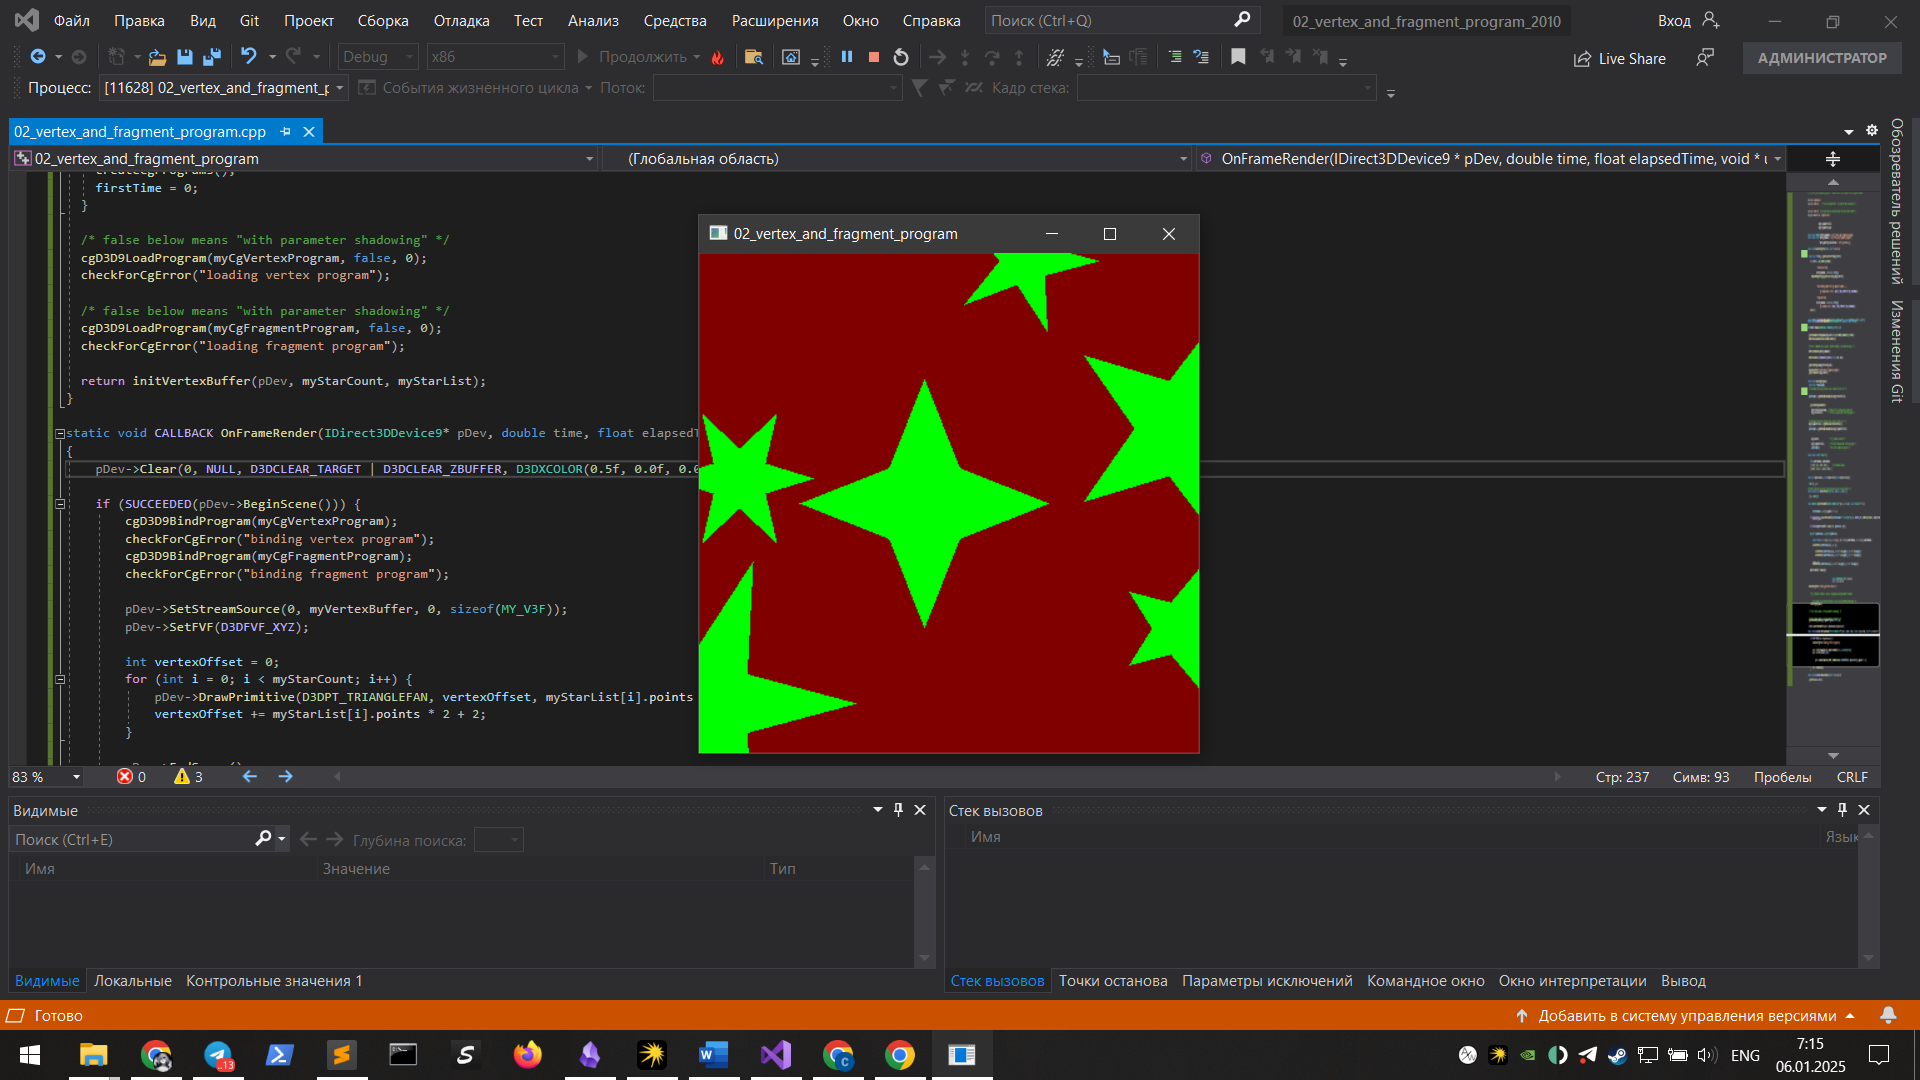 Файл Правка Вид Git Проект Сборка Отладка Тест Анализ Средства Расширения Окно Справка Поиск (Ctrl+Q) 02_vertex_and_fragment_program_2010 Вход
Debug x86 Продолжить Live Share АДМИНИСТРАТОР
Процесс: [11628] 02_vertex_and_fragment_p События жизненного цикла Поток: Кадр стека:
02_vertex_and_fragment_program.cpp
02_vertex_and_fragment_program (Глобальная область) OnFrameRender(IDirect3DDevice9 * pDev, double time, float elapsedTime, void * u
Обозреватель решений
Изменения Git
createCgPrograms();
firstTime = 0;
}
/* false below means "with parameter shadowing" */
cgD3D9LoadProgram(myCgVertexProgram, false, 0);
checkForCgError("loading vertex program");
/* false below means "with parameter shadowing" */
cgD3D9LoadProgram(myCgFragmentProgram, false, 0);
checkForCgError("loading fragment program");
return initVertexBuffer(pDev, myStarCount, myStarList);
}
static void CALLBACK OnFrameRender(IDirect3DDevice9* pDev, double time, float elapsedT
{
pDev->Clear(0, NULL, D3DCLEAR_TARGET | D3DCLEAR_ZBUFFER, D3DXCOLOR(0.5f, 0.0f, 0.0
if (SUCCEEDED(pDev->BeginScene())) {
cgD3D9BindProgram(myCgVertexProgram);
checkForCgError("binding vertex program");
cgD3D9BindProgram(myCgFragmentProgram);
checkForCgError("binding fragment program");
pDev->SetStreamSource(0, myVertexBuffer, 0, sizeof(MY_V3F));
pDev->SetFVF(D3DFVF_XYZ);
int vertexOffset = 0;
for (int i = 0; i < myStarCount; i++) {
pDev->DrawPrimitive(D3DPT_TRIANGLEFAN, vertexOffset, myStarList[i].points
vertexOffset += myStarList[i].points * 2 + 2;
}
02_vertex_and_fragment_program
83 % 0 3 Стр: 237 Симв: 93 Пробелы CRLF
Видимые
Поиск (Ctrl+E) Глубина поиска:
Имя Значение Тип
Видимые Локальные Контрольные значения 1
Стек вызовов
Имя Язык
Стек вызовов Точки останова Параметры исключений Командное окно Окно интерпретации Вывод
Готово Добавить в систему управления версиями
13
ENG 7:15
06.01.2025